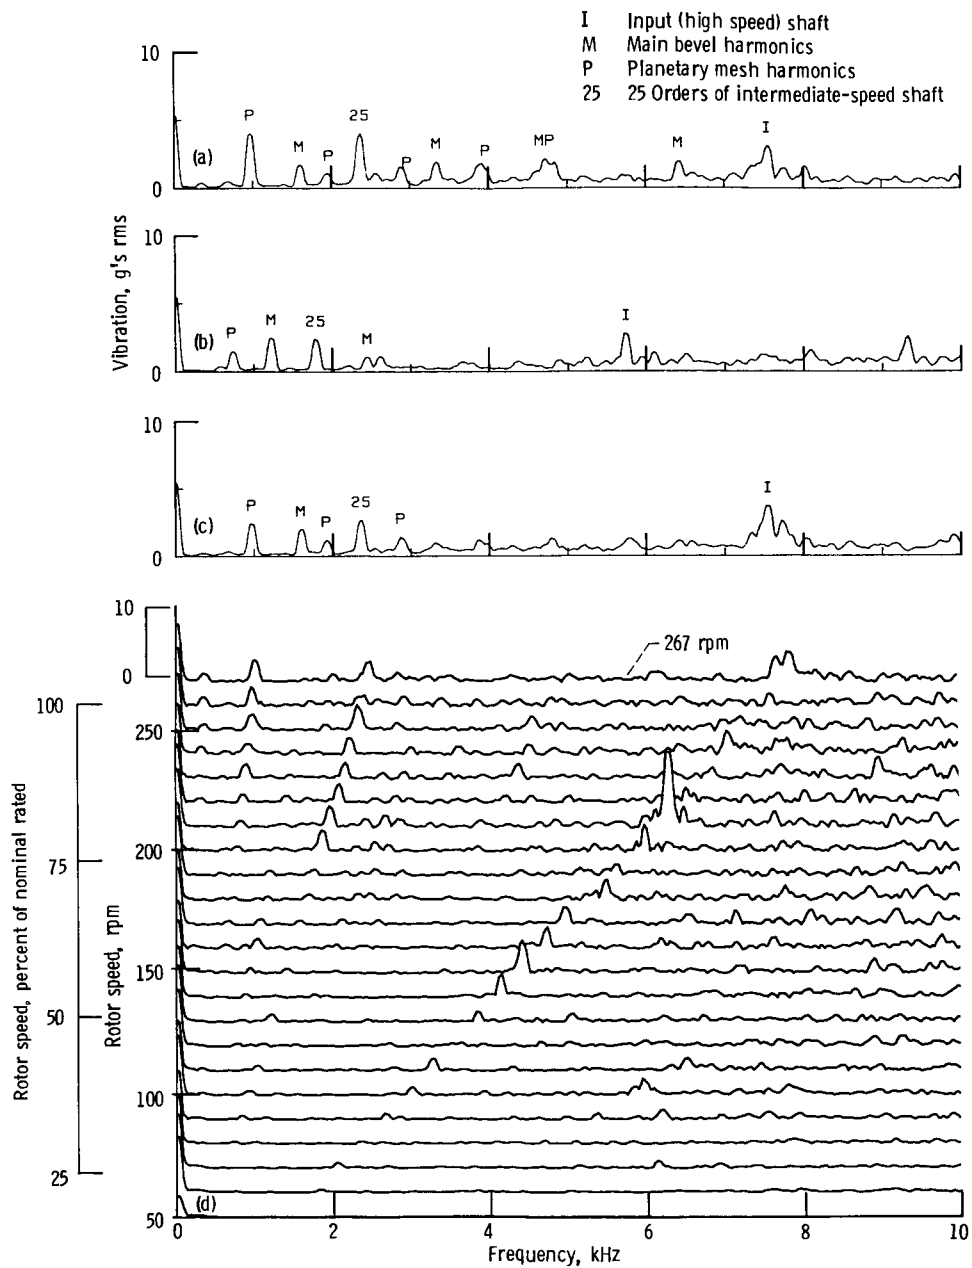 I Input (high speed) shaft
M Main bevel harmonics
P Planetary mesh harmonics
25 25 Orders of intermediate-speed shaft
10
0
(a)
P
M
P
25
P
M
P
MP
M
I
Vibration, g's rms
10
0
(b)
P
M
25
M
I
10
0
(c)
P
M
P
25
P
I
10
0
267 rpm
Rotor speed, percent of nominal rated
100
75
50
25
Rotor speed, rpm
250
200
150
100
50
(d)
0 2 4 6 8 10
Frequency, kHz